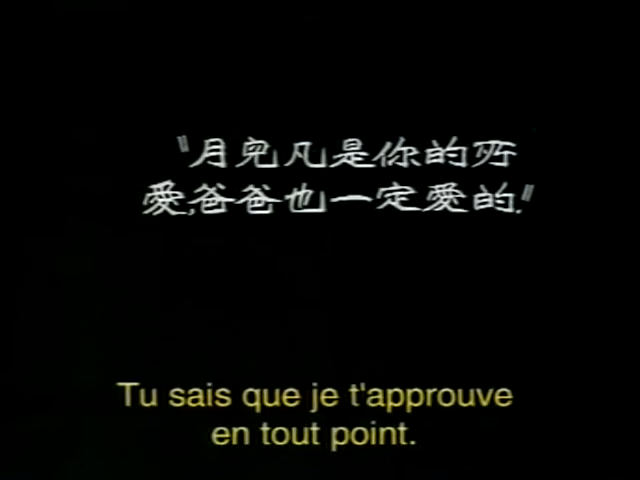 "月兒凡是你的所
愛,爸爸也一定愛的."
Tu sais que je t'approuve
en tout point.